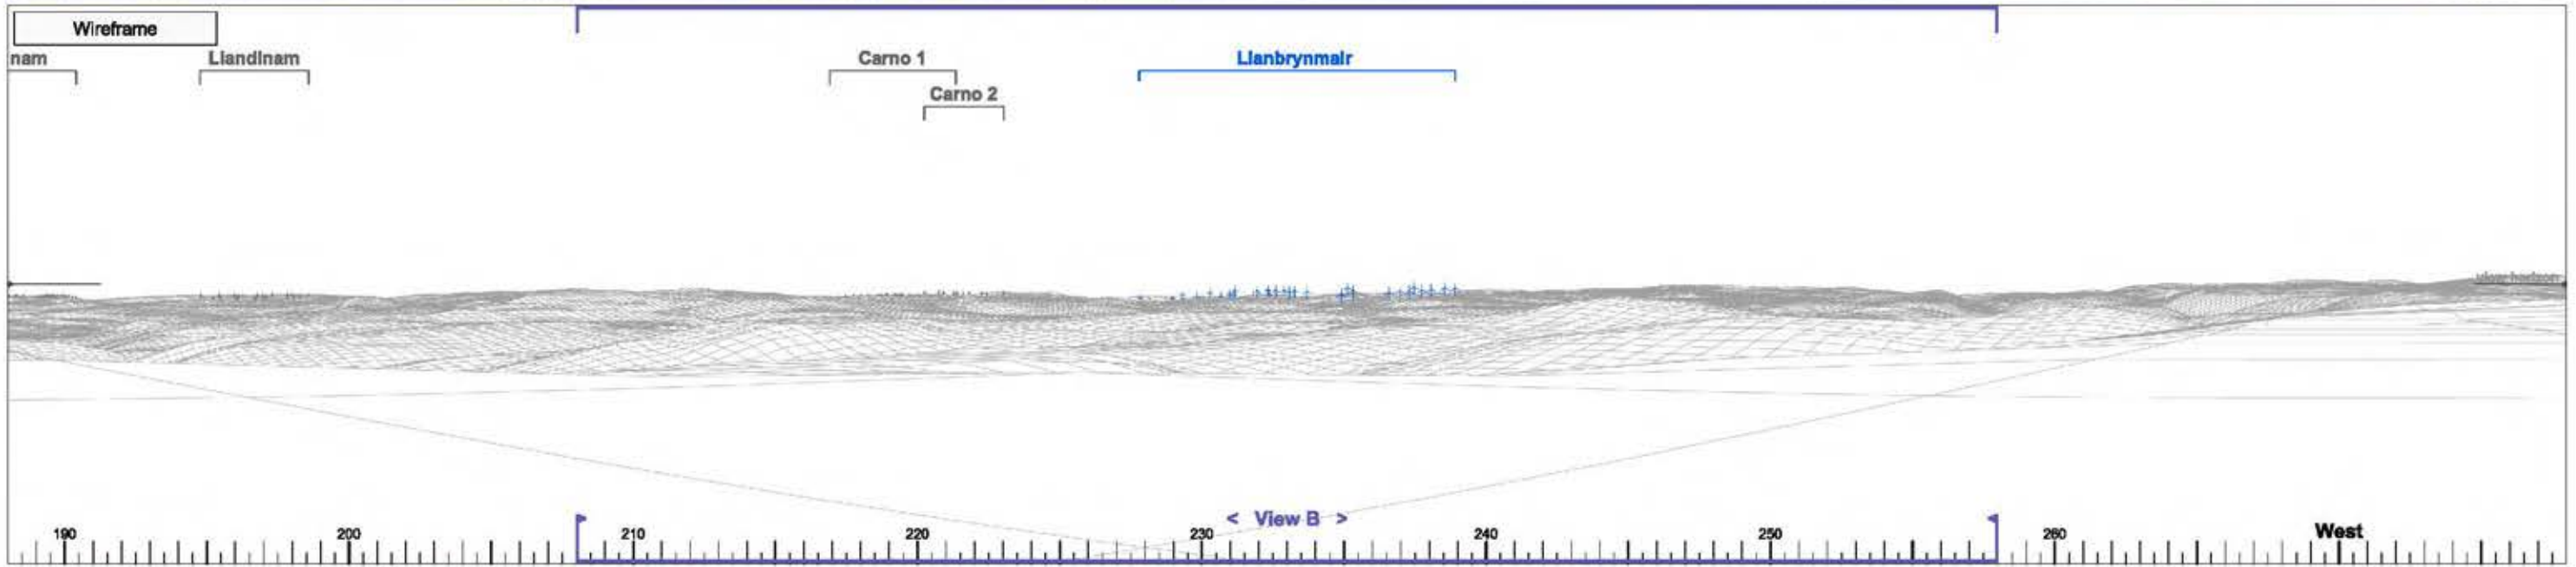 Wireframe
nam Llandinam Carno 1 Llanbrynmair
Carno 2
< View B >
190 200 210 220 230 240 250 260 West